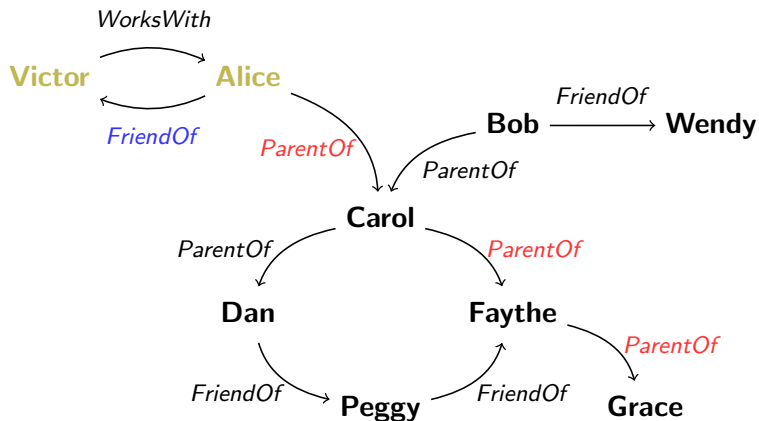 WorksWith
Victor
Alice
FriendOf
FriendOf
Bob
Wendy
ParentOf
ParentOf
Carol
ParentOf
ParentOf
Dan
Faythe
ParentOf
FriendOf
FriendOf
Peggy
Grace